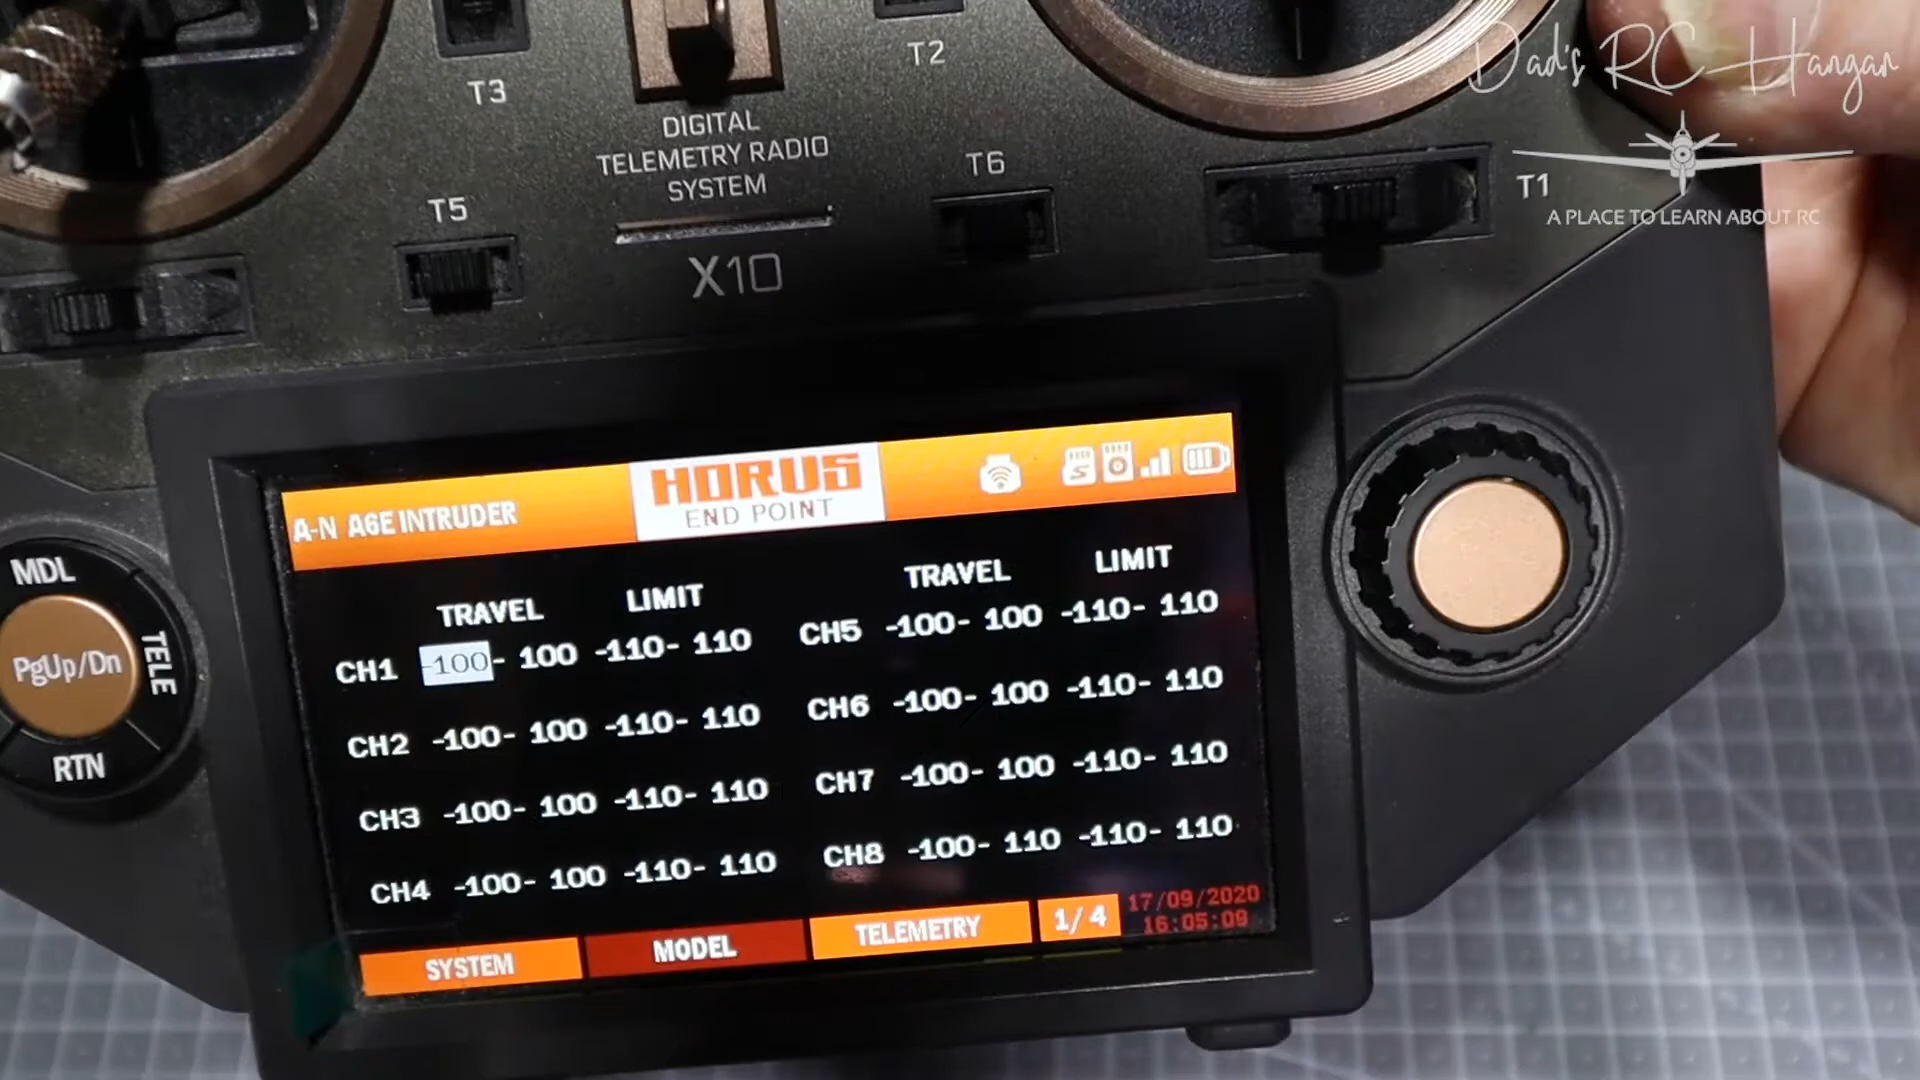 Dad's RC Hangar
A PLACE TO LEARN ABOUT RC
T3
T2
DIGITAL
TELEMETRY RADIO
SYSTEM
T5
T6
T1
X10
MDL
TELE
PgUp/Dn
RTN
A-N A6E INTRUDER
HORUS
END POINT
TRAVEL LIMIT TRAVEL LIMIT
CH1 -100- 100 -110- 110 CH5 -100- 100 -110- 110
CH2 -100- 100 -110- 110 CH6 -100- 100 -110- 110
CH3 -100- 100 -110- 110 CH7 -100- 100 -110- 110
CH4 -100- 100 -110- 110 CH8 -100- 110 -110- 110
SYSTEM MODEL TELEMETRY 1/4
17/09/2020
16:05:09